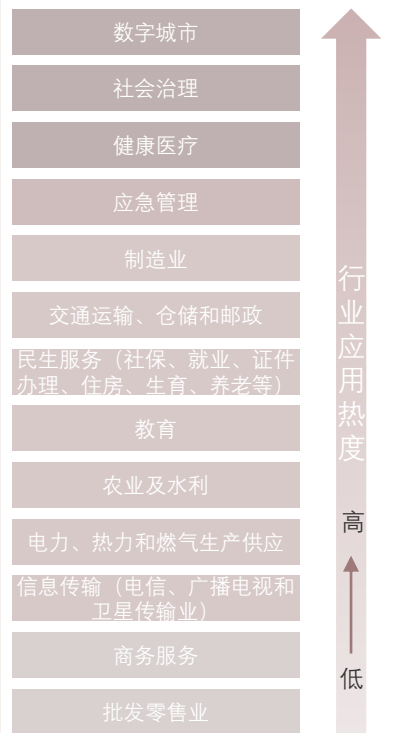 数字城市
社会治理
健康医疗
应急管理
制造业
交通运输、仓储和邮政
民生服务（社保、就业、证件
办理、住房、生育、养老等）
教育
农业及水利
电力、热力和燃气生产供应
信息传输（电信、广播电视和
卫星传输业）
商务服务
批发零售业
行业应用热度
高
低